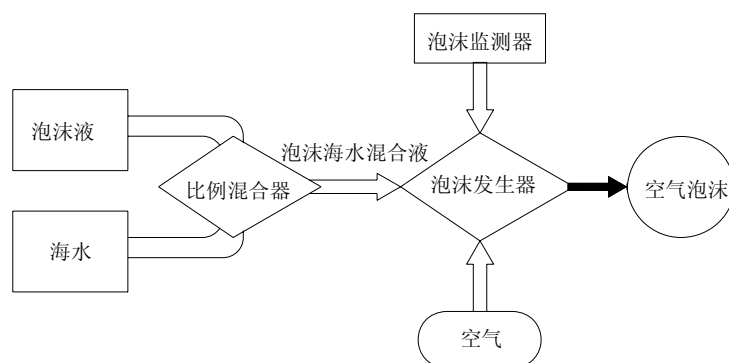 泡沫监测器
泡沫液
泡沫海水混合液
比例混合器
泡沫发生器
空气泡沫
海水
空气